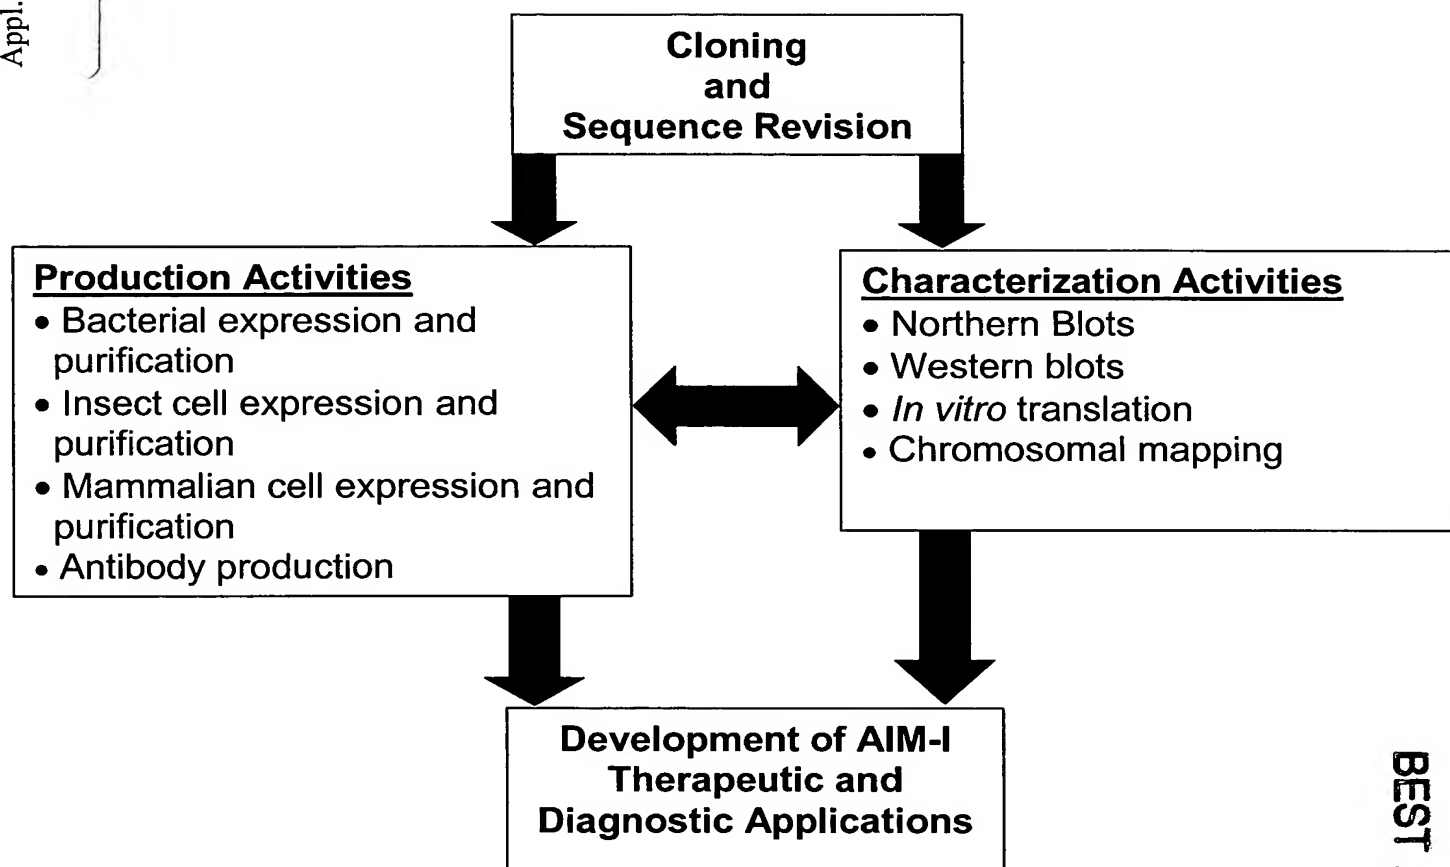 Appl.
Cloning
and
Sequence Revision
Production Activities
• Bacterial expression and
purification
• Insect cell expression and
purification
• Mammalian cell expression and
purification
• Antibody production
Characterization Activities
• Northern Blots
• Western blots
• In vitro translation
• Chromosomal mapping
Development of AIM-I
Therapeutic and
Diagnostic Applications
BEST